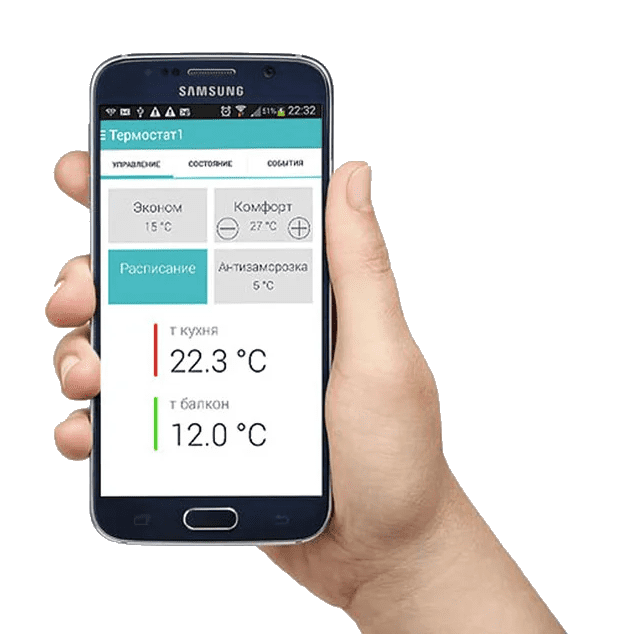 SAMSUNG
51% 22:32
Термостат1
УПРАВЛЕНИЕ СОСТОЯНИЕ СОБЫТИЯ
Эконом Комфорт
15 °C 27 °C
Расписание Антизаморозка
5 °C
т кухня
22.3 °C
т балкон
12.0 °C